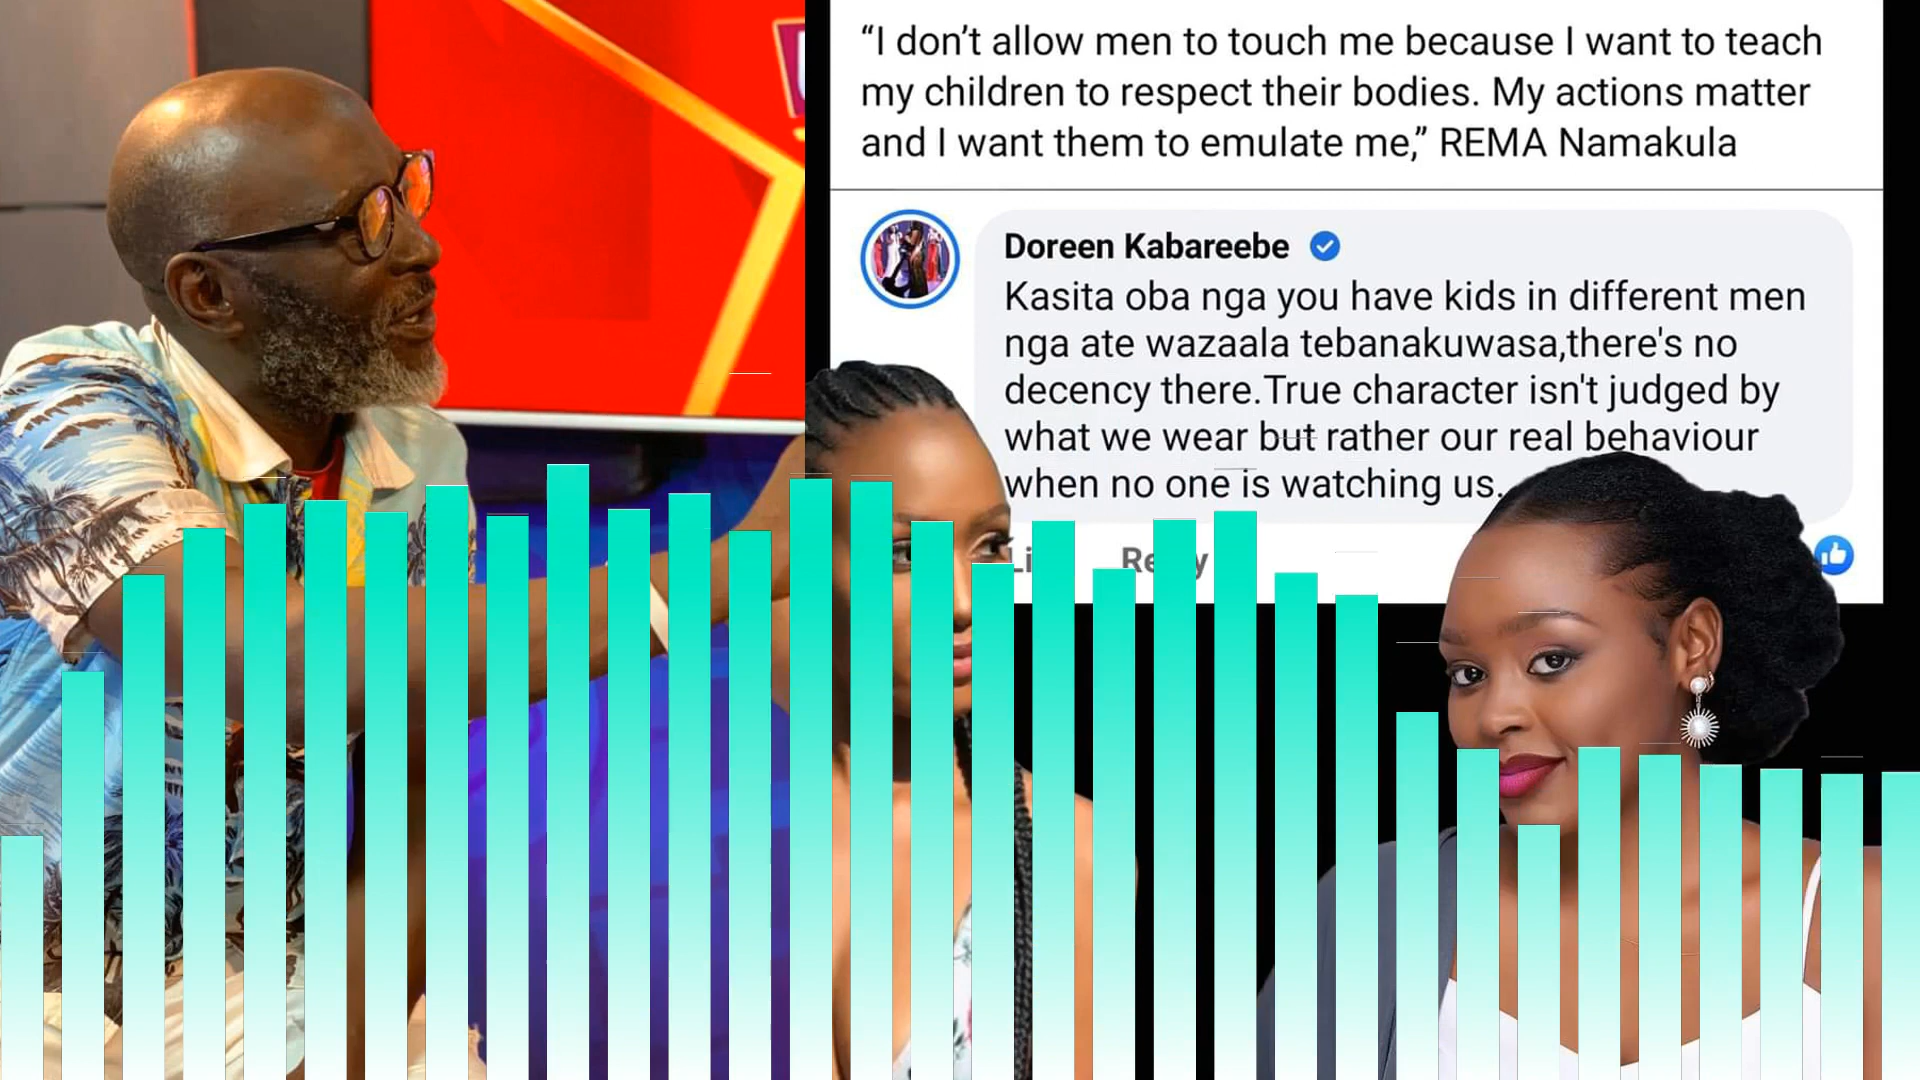 “I don’t allow men to touch me because I want to teach
my children to respect their bodies. My actions matter
and I want them to emulate me,” REMA Namakula
Doreen Kabareebe
Kasita oba nga you have kids in different men
nga ate wazaala tebanakuwasa,there's no
decency there.True character isn't judged by
what we wear but rather our real behaviour
when no one is watching us.